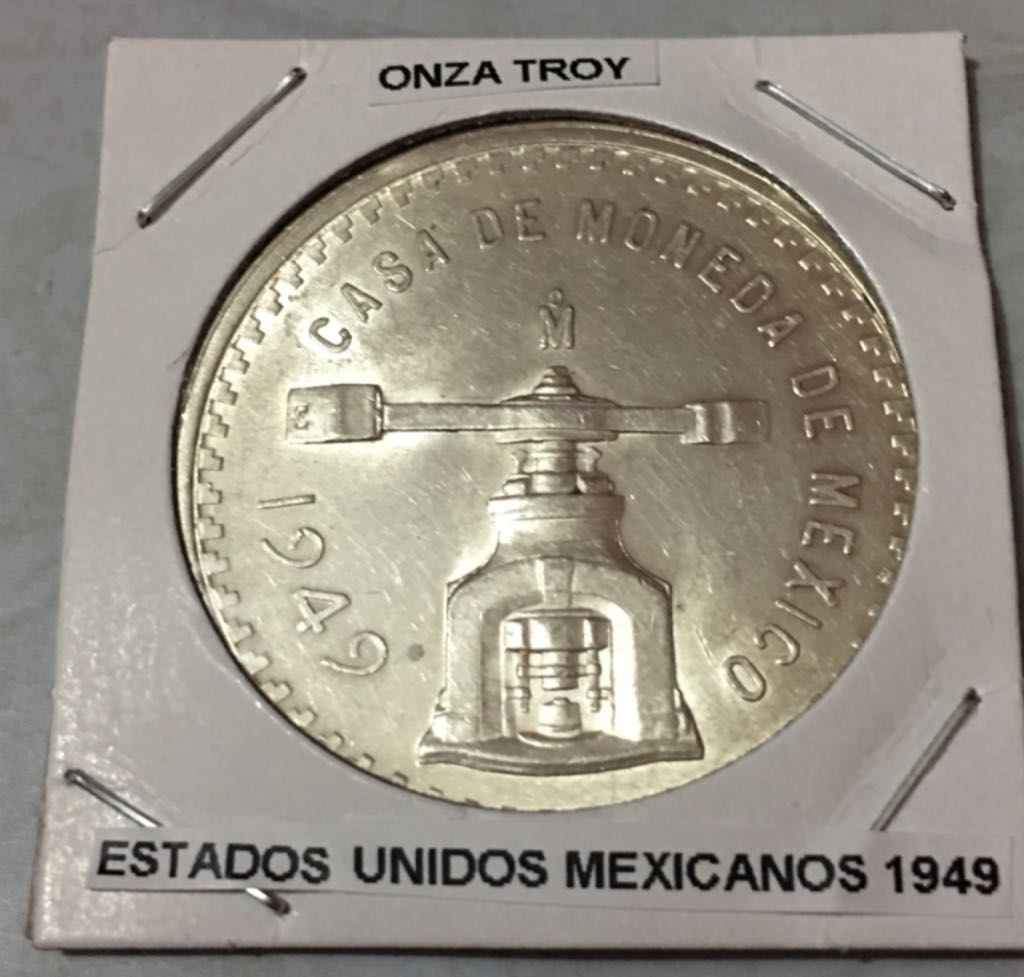 ONZA TROY
CASA DE MONEDA DE MEXICO
M̊
1949
ESTADOS UNIDOS MEXICANOS 1949